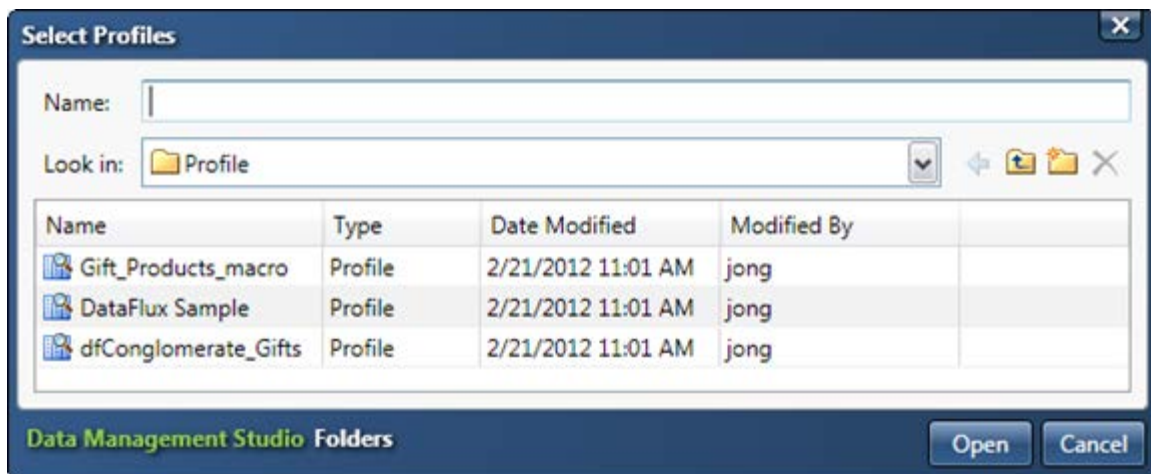 Select Profiles
Name:
Look in: Profile
Name Type Date Modified Modified By
Gift_Products_macro Profile 2/21/2012 11:01 AM jong
DataFlux Sample Profile 2/21/2012 11:01 AM jong
dfConglomerate_Gifts Profile 2/21/2012 11:01 AM jong
Data Management Studio Folders Open Cancel